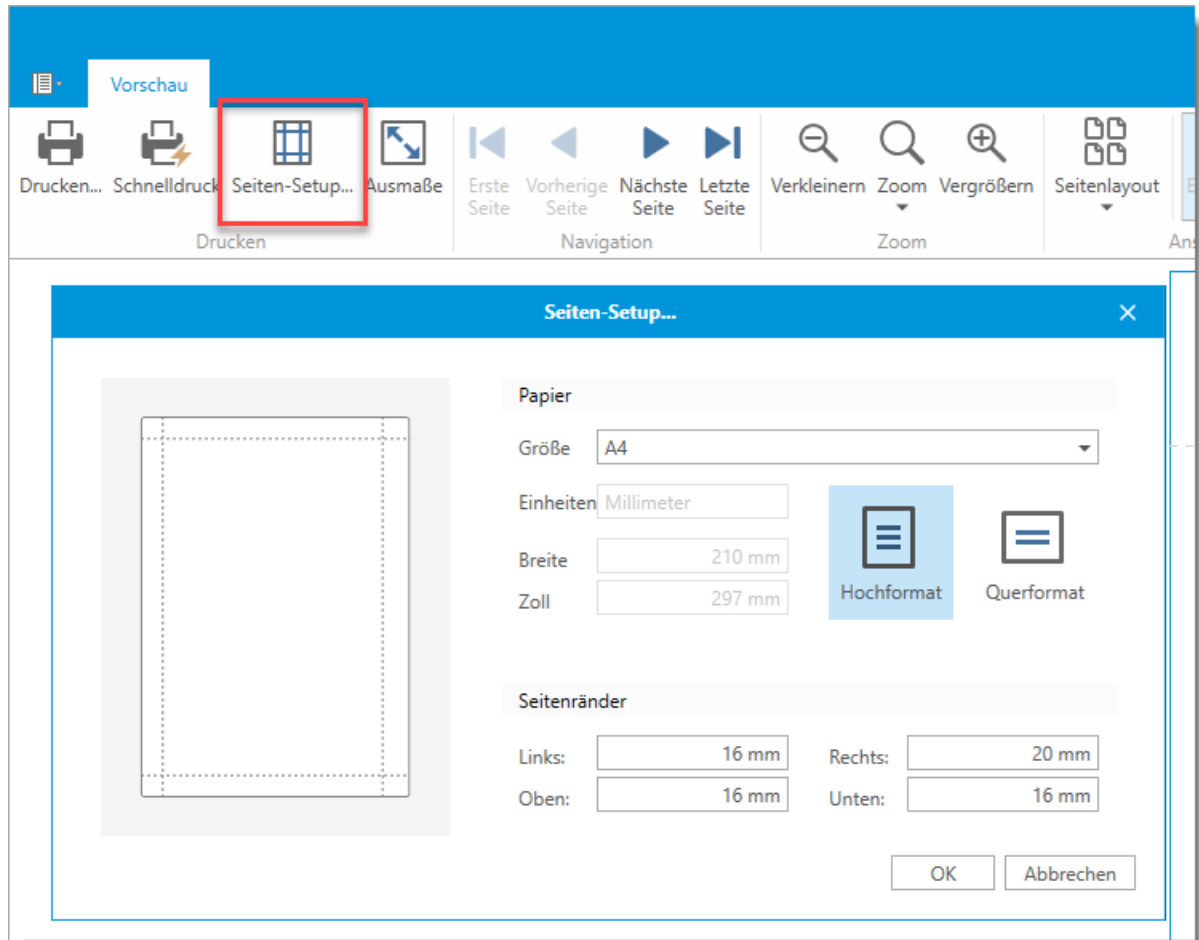 Vorschau
Drucken... Schnelldruck Seiten-Setup... Ausmaße Erste Seite Vorherige Seite Nächste Seite Letzte Seite Verkleinern Zoom Vergrößern Seitenlayout
Drucken Navigation Zoom
Seiten-Setup...
Papier
Größe A4
Einheiten Millimeter
Breite 210 mm
Zoll 297 mm
Hochformat Querformat
Seitenränder
Links: 16 mm Rechts: 20 mm
Oben: 16 mm Unten: 16 mm
OK Abbrechen